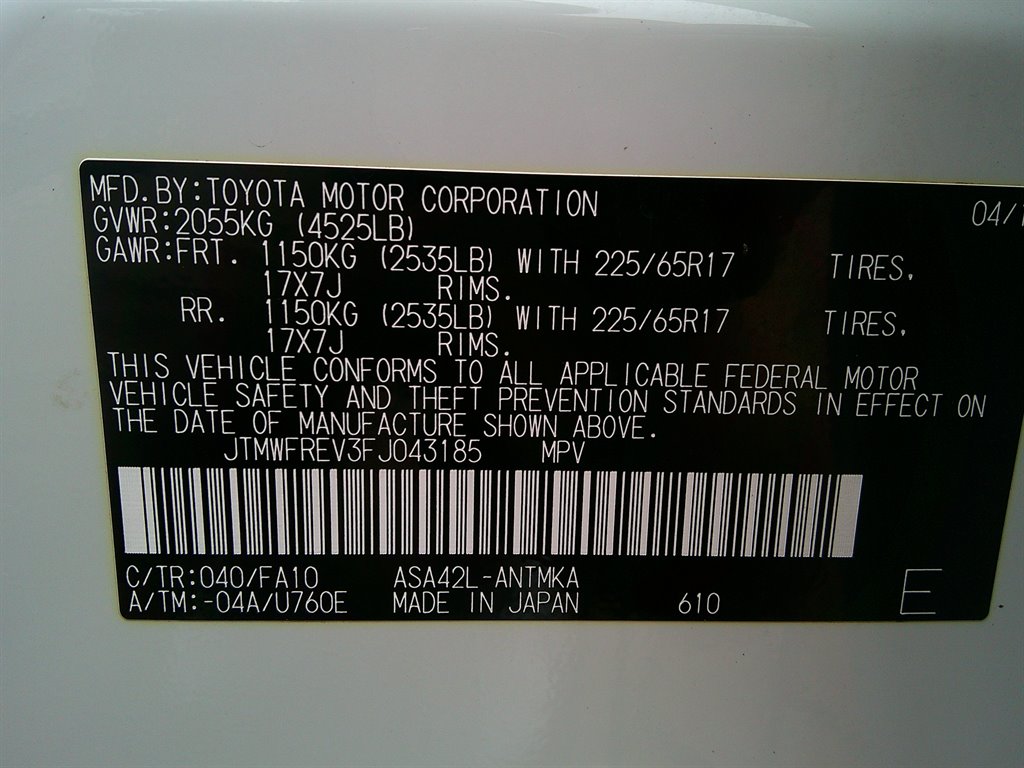 MFD.BY:TOYOTA MOTOR CORPORATION 04/1
GVWR:2055KG (4525LB)
GAWR:FRT. 1150KG (2535LB) WITH 225/65R17 TIRES,
17X7J RIMS.
RR. 1150KG (2535LB) WITH 225/65R17 TIRES,
17X7J RIMS.
THIS VEHICLE CONFORMS TO ALL APPLICABLE FEDERAL MOTOR
VEHICLE SAFETY AND THEFT PREVENTION STANDARDS IN EFFECT ON
THE DATE OF MANUFACTURE SHOWN ABOVE.
JTMWFREV3FJ043185 MPV
C/TR:040/FA10 ASA42L-ANTMKA
A/TM:-04A/U760E MADE IN JAPAN 610 E